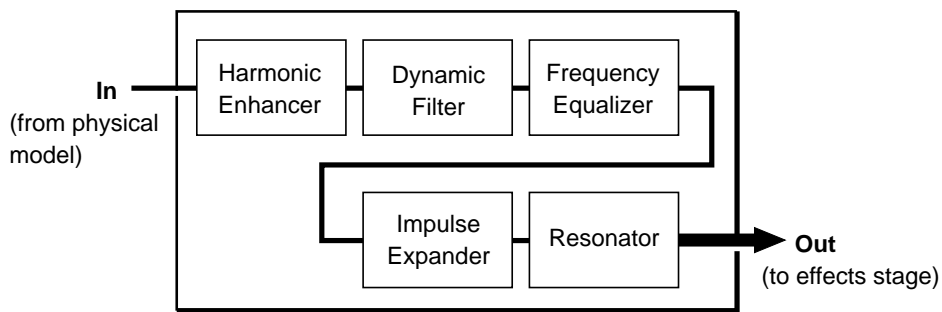 In
(from physical
model)
Harmonic
Enhancer
Dynamic
Filter
Frequency
Equalizer
Impulse
Expander
Resonator
Out
(to effects stage)